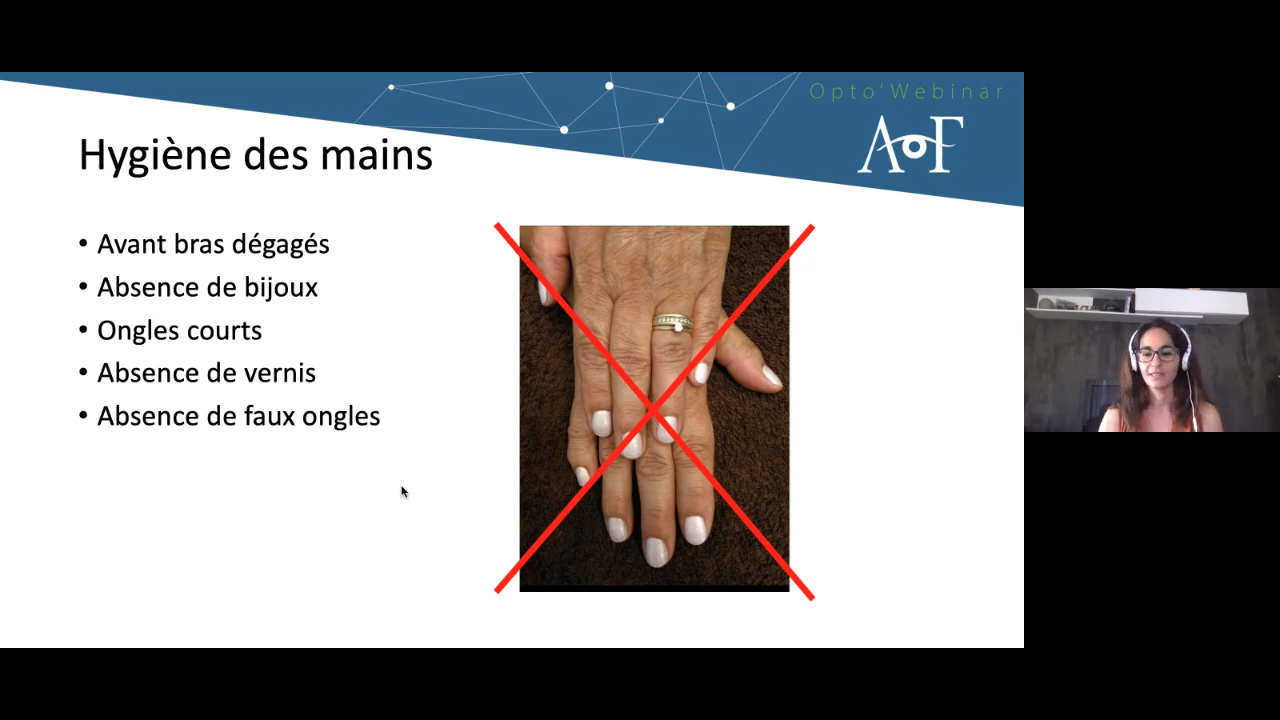 Opto'Webinar
AOF
Hygiène des mains
• Avant bras dégagés
• Absence de bijoux
• Ongles courts
• Absence de vernis
• Absence de faux ongles